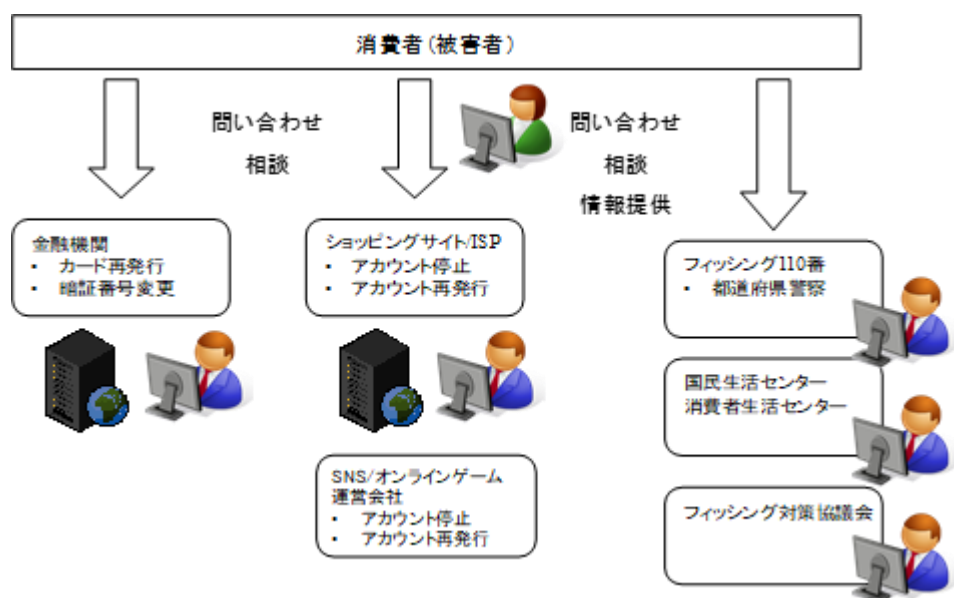 消費者(被害者)
問い合わせ
相談
問い合わせ
相談
情報提供
金融機関
• カード再発行
• 暗証番号変更
ショッピングサイト/ISP
• アカウント停止
• アカウント再発行
SNS/オンラインゲーム
運営会社
• アカウント停止
• アカウント再発行
フィッシング110番
• 都道府県警察
国民生活センター
消費者生活センター
フィッシング対策協議会